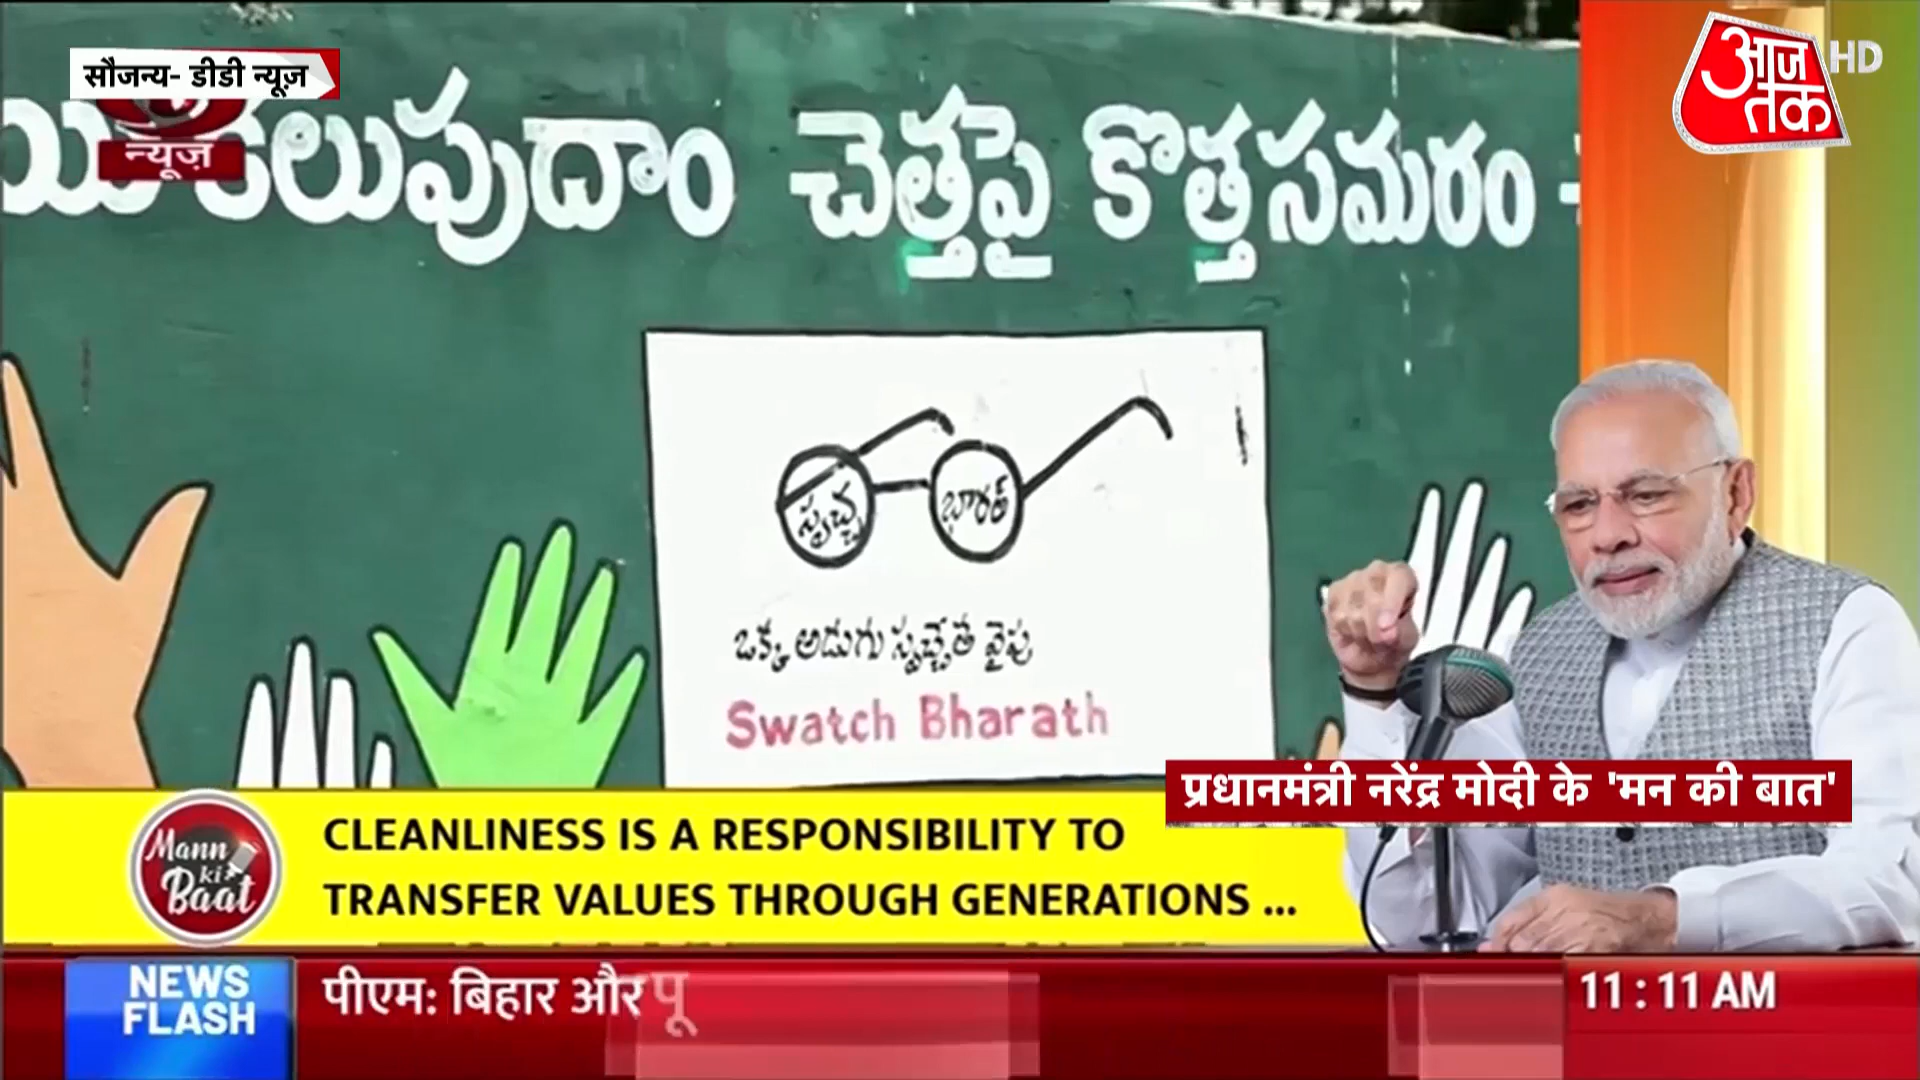 सौजन्य- डीडी न्यूज़
न्यूज़
आज तक HD
కలుపుదాం చెత్తపై కొత్తసమరం
స్వచ్ఛ భారత్
ఒక్క అడుగు స్వచ్ఛత వైపు
Swatch Bharath
प्रधानमंत्री नरेंद्र मोदी के 'मन की बात'
Mann ki Baat
CLEANLINESS IS A RESPONSIBILITY TO
TRANSFER VALUES THROUGH GENERATIONS ...
NEWS FLASH
पीएम: बिहार और पू
11 : 11 AM